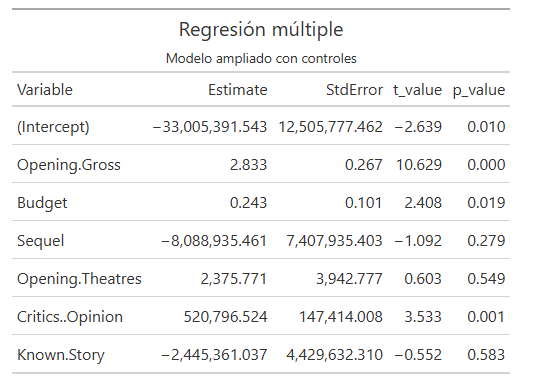 Regresión múltiple
Modelo ampliado con controles
Variable Estimate StdError t_value p_value
(Intercept) −33,005,391.543 12,505,777.462 −2.639 0.010
Opening.Gross 2.833 0.267 10.629 0.000
Budget 0.243 0.101 2.408 0.019
Sequel −8,088,935.461 7,407,935.403 −1.092 0.279
Opening.Theatres 2,375.771 3,942.777 0.603 0.549
Critics..Opinion 520,796.524 147,414.008 3.533 0.001
Known.Story −2,445,361.037 4,429,632.310 −0.552 0.583